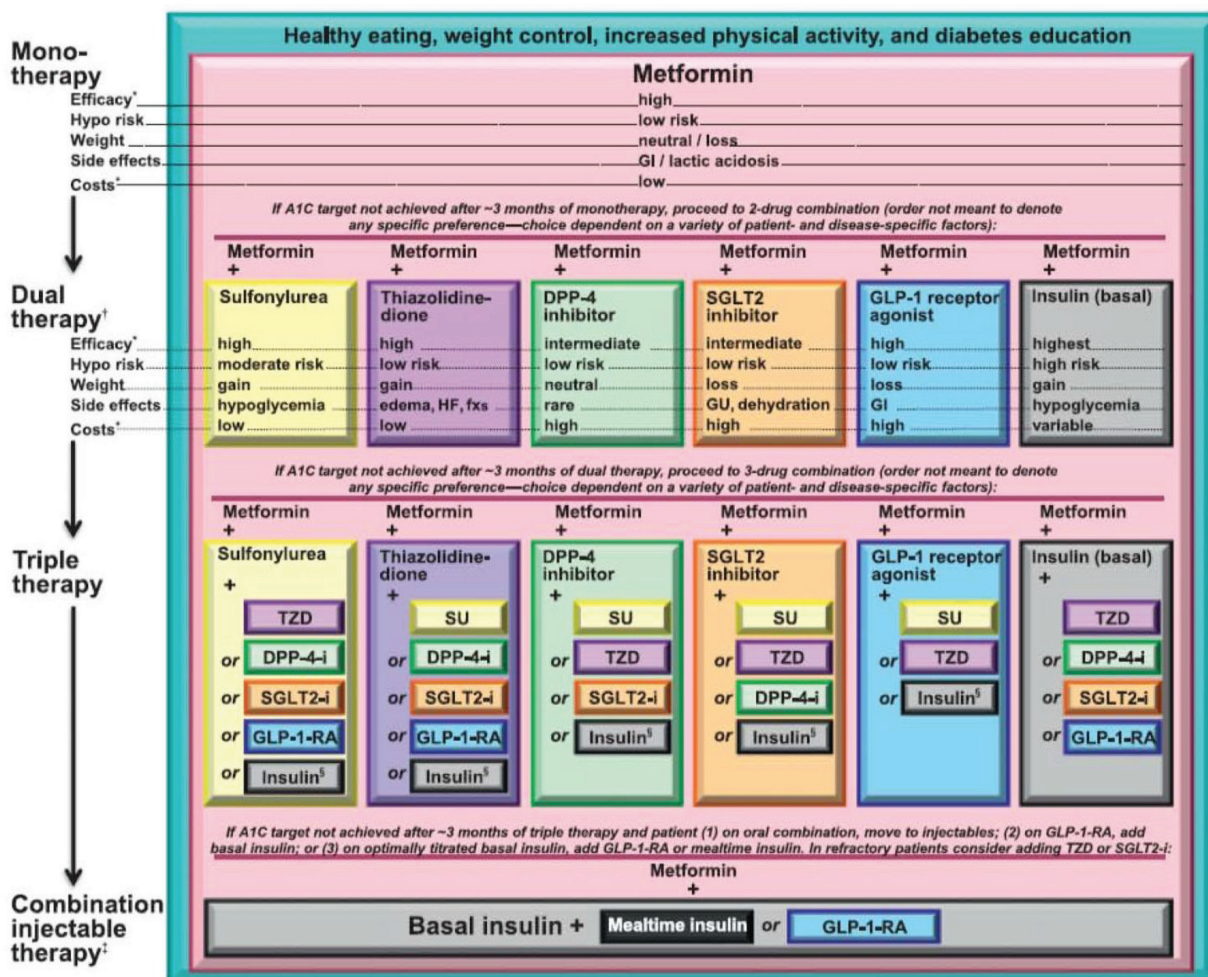 Healthy eating, weight control, increased physical activity, and diabetes education
Mono-
therapy
Metformin
Efficacy* high
Hypo risk low risk
Weight neutral / loss
Side effects GI / lactic acidosis
Costs* low
If A1C target not achieved after ~3 months of monotherapy, proceed to 2-drug combination (order not meant to denote
any specific preference—choice dependent on a variety of patient- and disease-specific factors):
Metformin Metformin Metformin Metformin Metformin Metformin
+ + + + + +
Dual
therapy†
Sulfonylurea Thiazolidine- DPP-4 SGLT2 GLP-1 receptor Insulin (basal)
dione inhibitor inhibitor agonist
Efficacy* high high intermediate intermediate high highest
Hypo risk moderate risk low risk low risk low risk low risk high risk
Weight gain gain neutral loss loss gain
Side effects hypoglycemia edema, HF, fxs rare GU, dehydration GI hypoglycemia
Costs* low low high high high variable
If A1C target not achieved after ~3 months of dual therapy, proceed to 3-drug combination (order not meant to denote
any specific preference—choice dependent on a variety of patient- and disease-specific factors):
Metformin Metformin Metformin Metformin Metformin Metformin
+ + + + + +
Triple
therapy
Sulfonylurea Thiazolidine- DPP-4 SGLT2 GLP-1 receptor Insulin (basal)
dione inhibitor inhibitor agonist
+ + + + + +
TZD SU SU SU SU TZD
or DPP-4-i or DPP-4-i or TZD or TZD or TZD or DPP-4-i
or SGLT2-i or SGLT2-i or SGLT2-i or DPP-4-i or Insulin§ or SGLT2-i
or GLP-1-RA or GLP-1-RA or Insulin§ or Insulin§ or GLP-1-RA
or Insulin§ or Insulin§
If A1C target not achieved after ~3 months of triple therapy and patient (1) on oral combination, move to injectables; (2) on GLP-1-RA, add
basal insulin; or (3) on optimally titrated basal insulin, add GLP-1-RA or mealtime insulin. In refractory patients consider adding TZD or SGLT2-i:
Metformin
+
Combination
injectable
therapy‡
Basal insulin + Mealtime insulin or GLP-1-RA